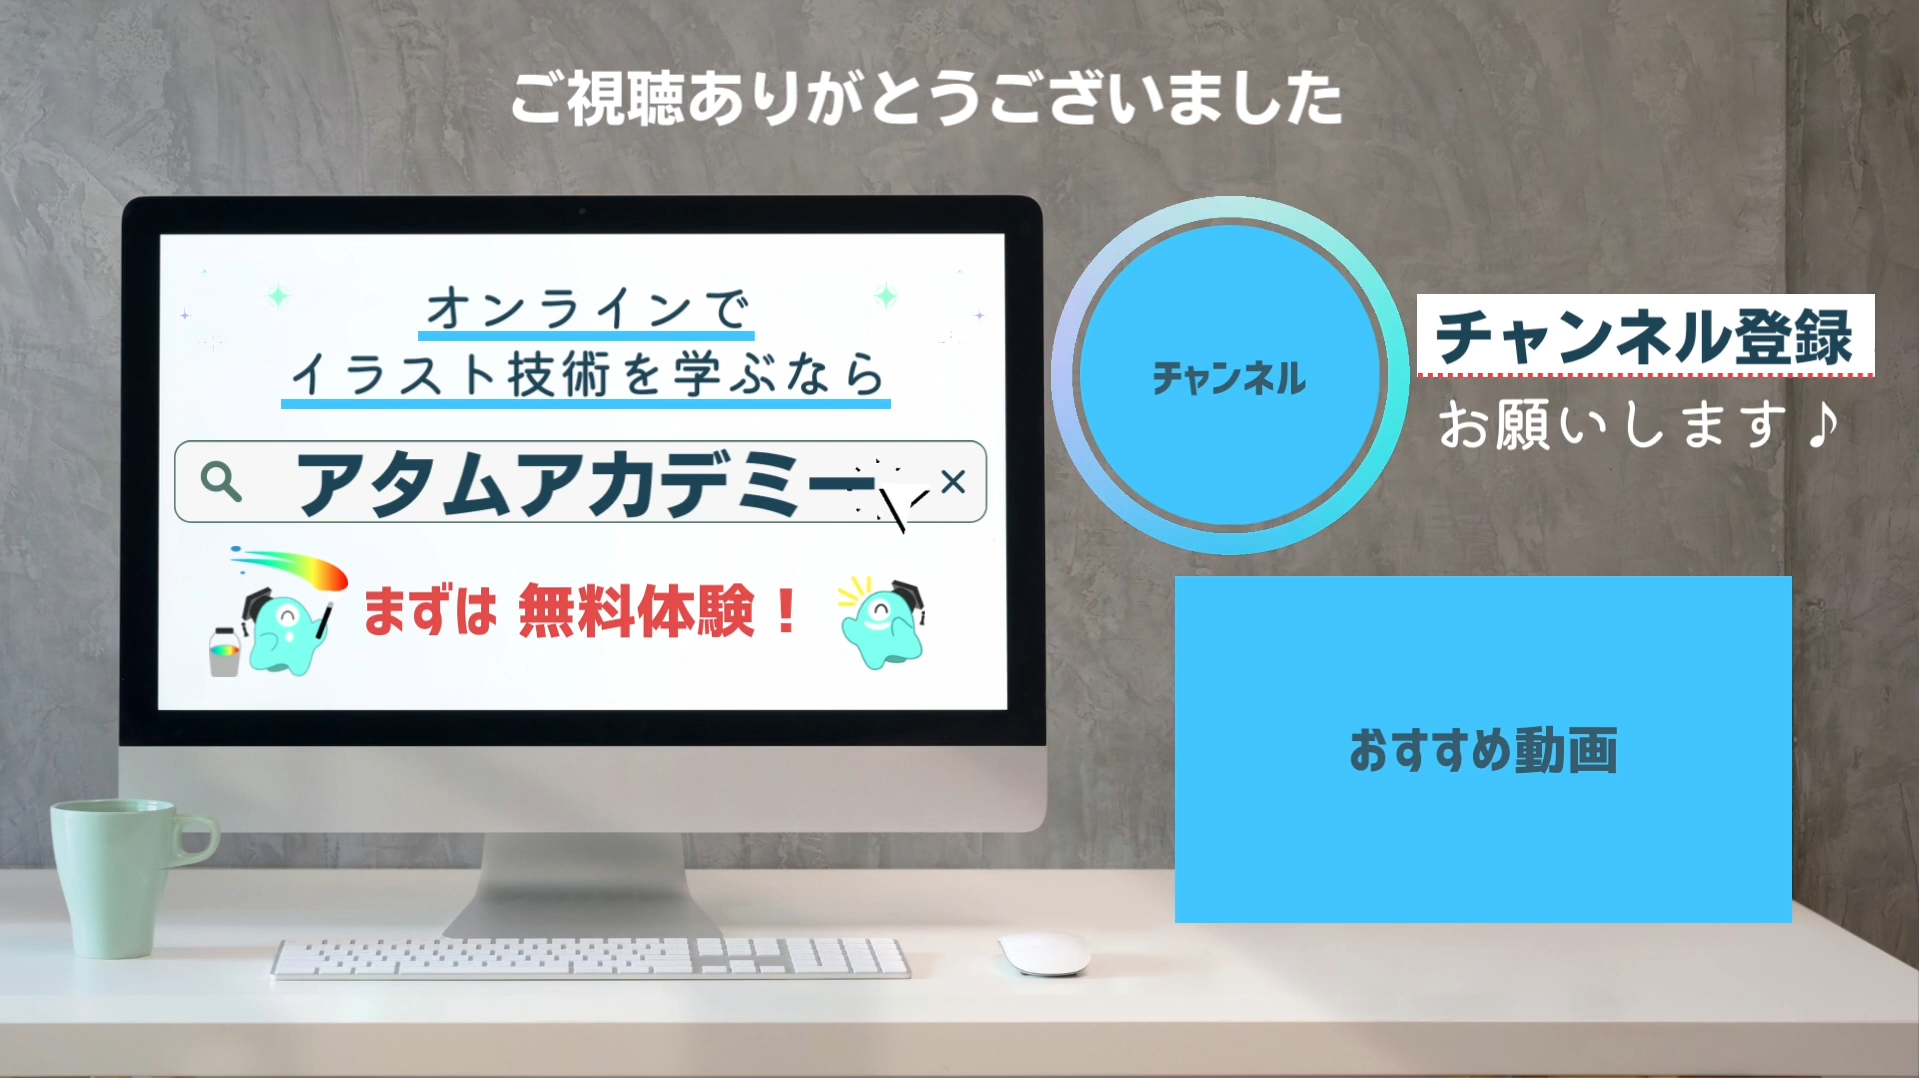 ご視聴ありがとうございました
オンラインで
イラスト技術を学ぶなら
アタムアカデミー
まずは 無料体験！
チャンネル
チャンネル登録
お願いします♪
おすすめ動画